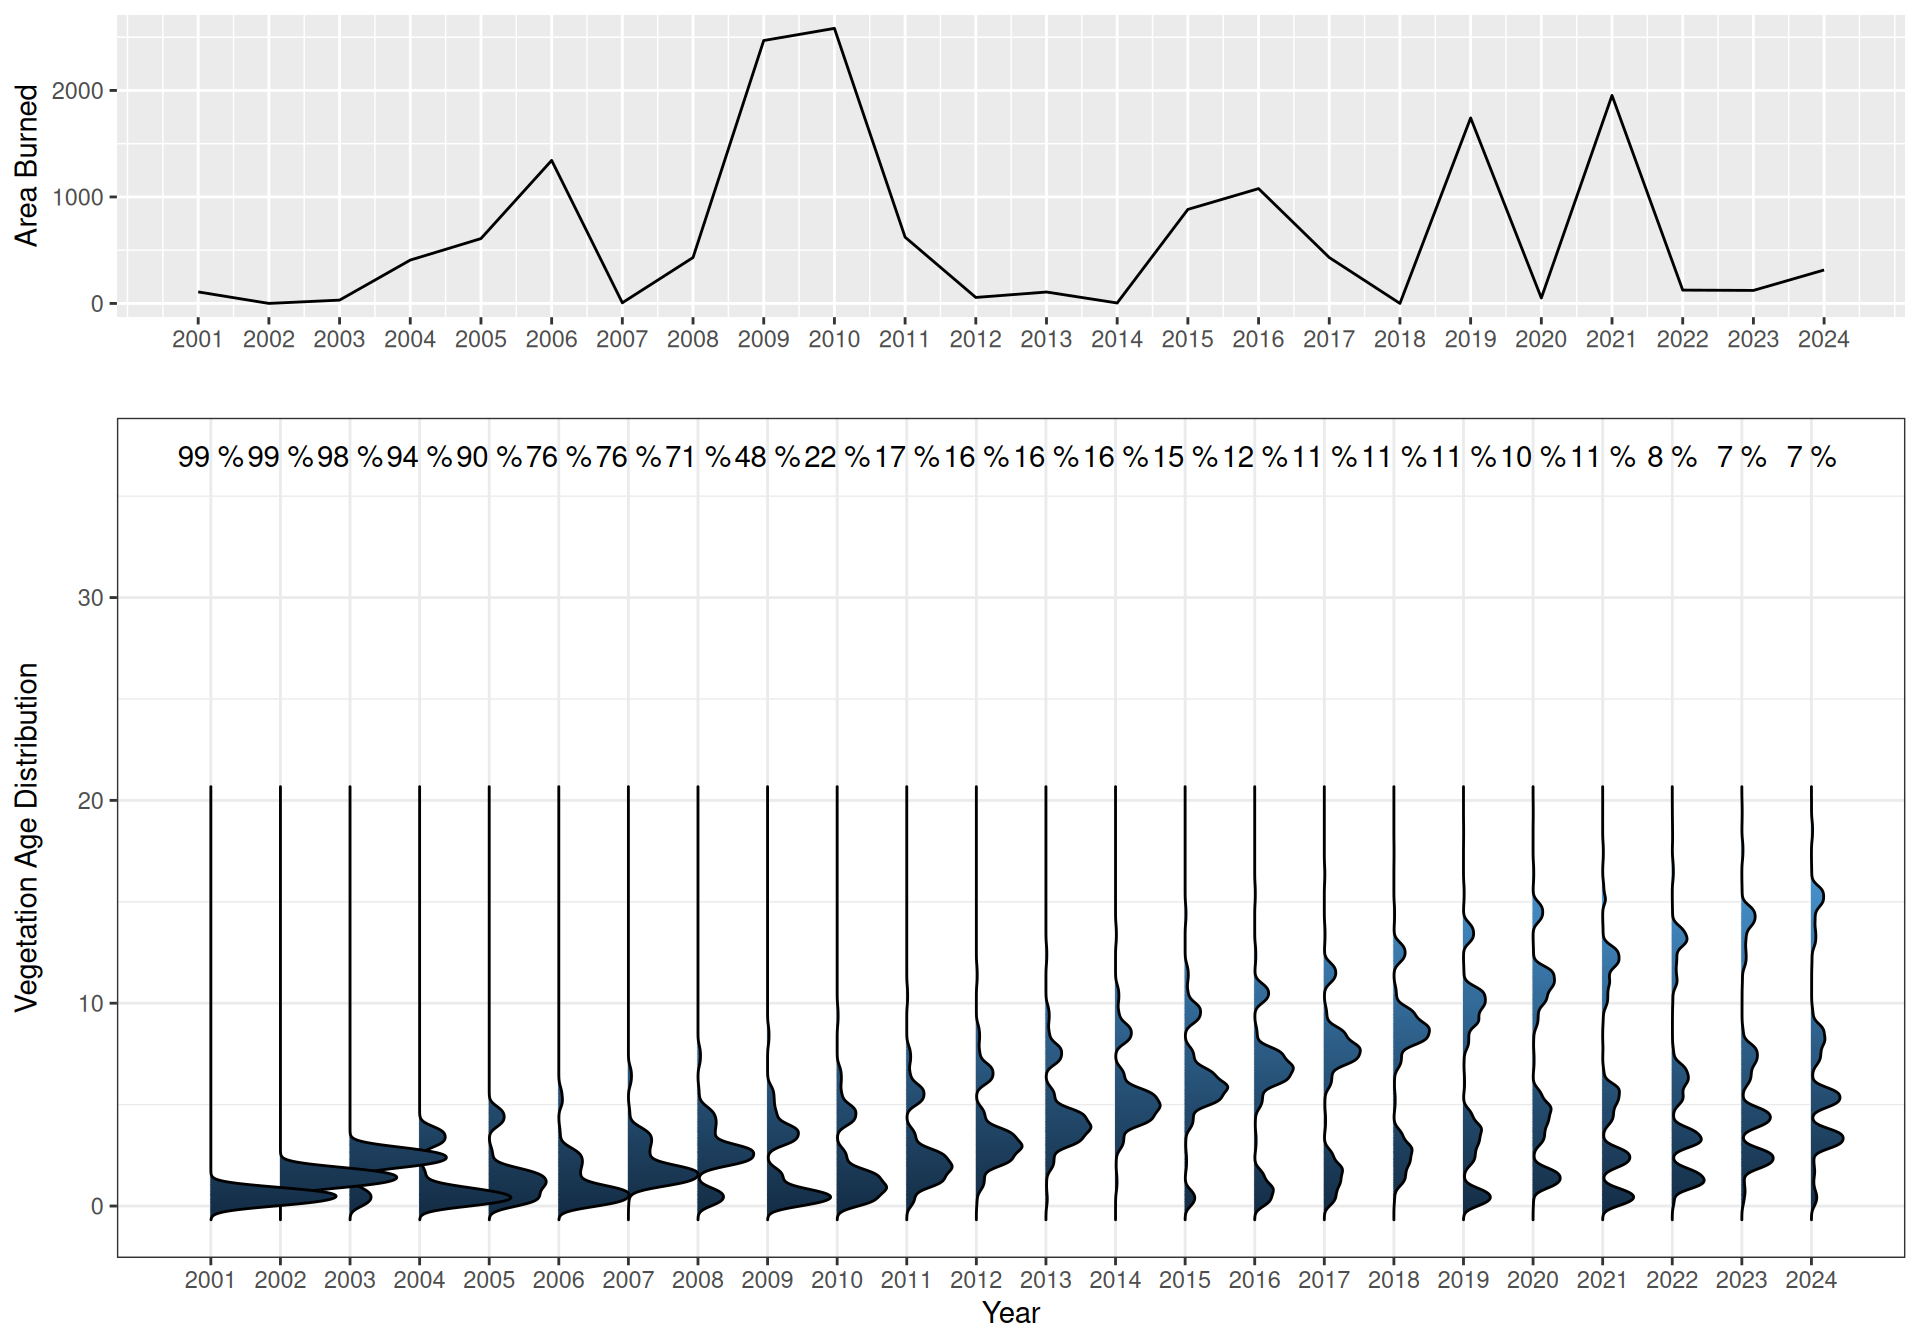 Area Burned
2000
1000
0
2001 2002 2003 2004 2005 2006 2007 2008 2009 2010 2011 2012 2013 2014 2015 2016 2017 2018 2019 2020 2021 2022 2023 2024
99 % 99 % 98 % 94 % 90 % 76 % 76 % 71 % 48 % 22 % 17 % 16 % 16 % 16 % 15 % 12 % 11 % 11 % 11 % 10 % 11 % 8 % 7 % 7 %
Vegetation Age Distribution
30
20
10
0
2001 2002 2003 2004 2005 2006 2007 2008 2009 2010 2011 2012 2013 2014 2015 2016 2017 2018 2019 2020 2021 2022 2023 2024
Year